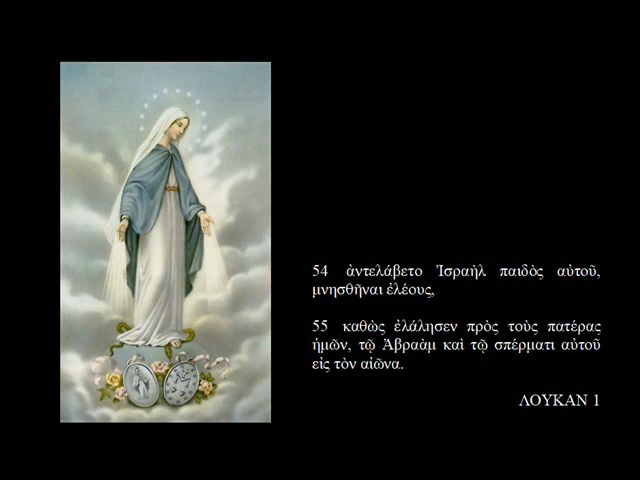 54 ἀντελάβετο Ἰσραὴλ παιδὸς αὐτοῦ,
μνησθῆναι ἐλέους,
55 καθὼς ἐλάλησεν πρὸς τοὺς πατέρας
ἡμῶν, τῷ Ἀβραὰμ καὶ τῷ σπέρματι αὐτοῦ
εἰς τὸν αἰῶνα.
ΛΟΥΚΑΝ 1